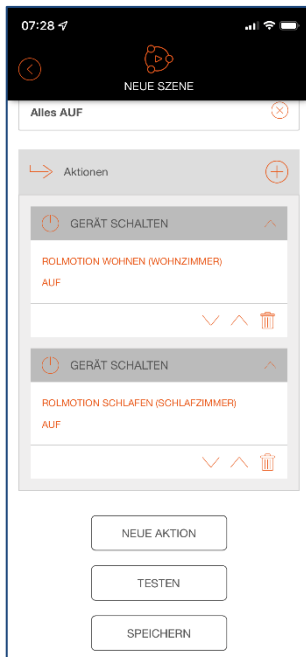 07:28
NEUE SZENE
Alles AUF
Aktionen
GERÄT SCHALTEN
ROLMOTION WOHNEN (WOHNZIMMER)
AUF
GERÄT SCHALTEN
ROLMOTION SCHLAFEN (SCHLAFZIMMER)
AUF
NEUE AKTION
TESTEN
SPEICHERN